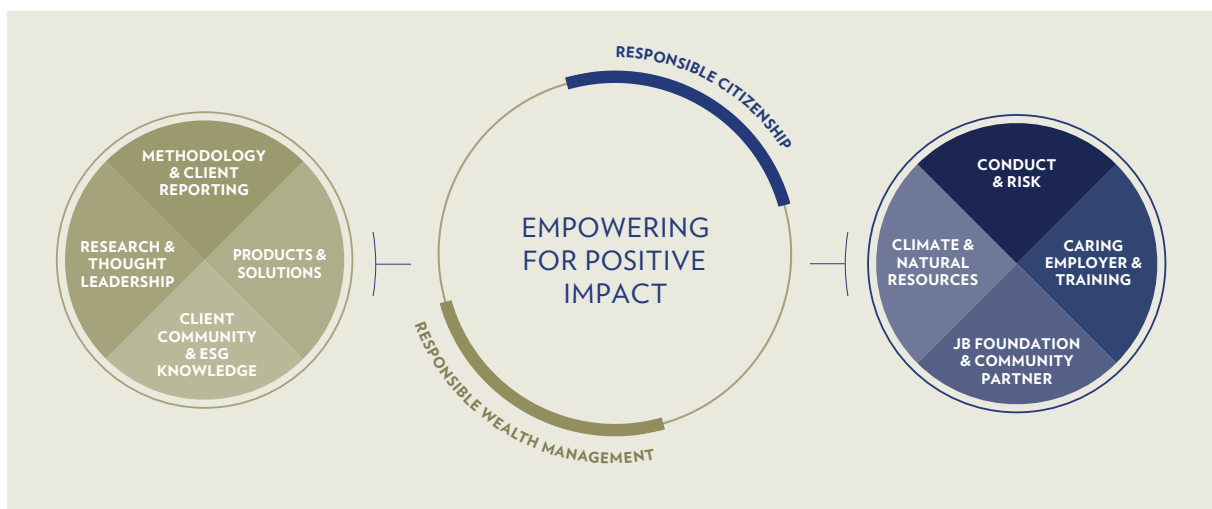 METHODOLOGY
& CLIENT
REPORTING
RESEARCH &
THOUGHT
LEADERSHIP
PRODUCTS &
SOLUTIONS
CLIENT
COMMUNITY
& ESG
KNOWLEDGE
RESPONSIBLE CITIZENSHIP
EMPOWERING
FOR POSITIVE
IMPACT
RESPONSIBLE WEALTH MANAGEMENT
CONDUCT
& RISK
CLIMATE &
NATURAL
RESOURCES
CARING
EMPLOYER &
TRAINING
JB FOUNDATION
& COMMUNITY
PARTNER